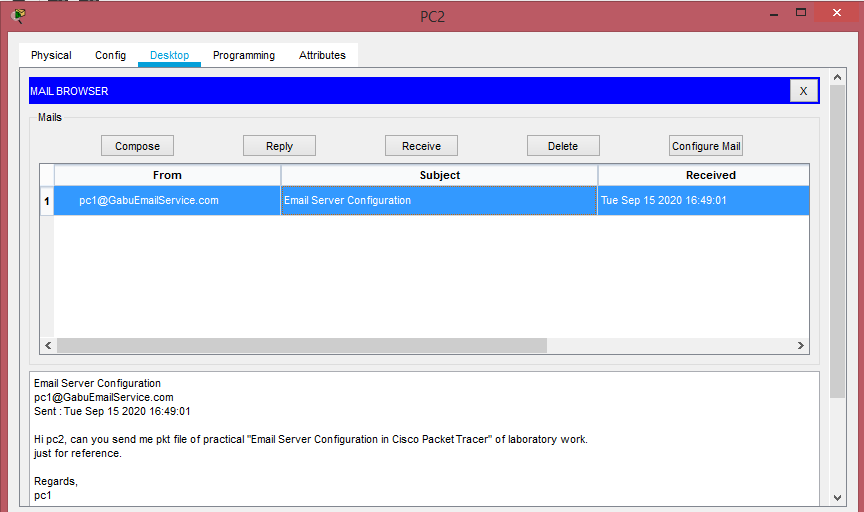 PC2
Physical Config Desktop Programming Attributes
MAIL BROWSER X
Mails
Compose Reply Receive Delete Configure Mail
From Subject Received
1 pc1@GabuEmailService.com Email Server Configuration Tue Sep 15 2020 16:49:01
Email Server Configuration
pc1@GabuEmailService.com
Sent : Tue Sep 15 2020 16:49:01
Hi pc2, can you send me pkt file of practical "Email Server Configuration in Cisco Packet Tracer" of laboratory work.
just for reference.
Regards,
pc1